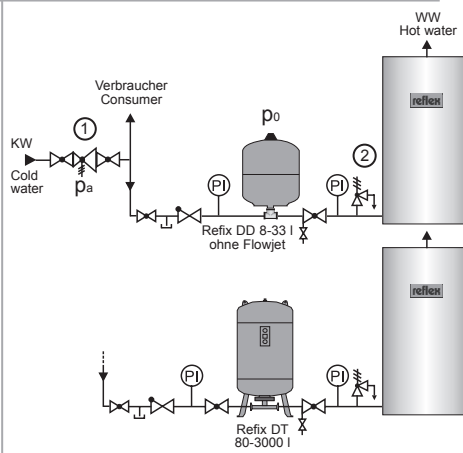 WW
Hot water
Verbraucher
Consumer
reflex
p0
1
2
KW
Cold
water
pa
PI
PI
Refix DD 8-33 l
ohne Flowjet
reflex
PI
PI
Refix DT
80-3000 l